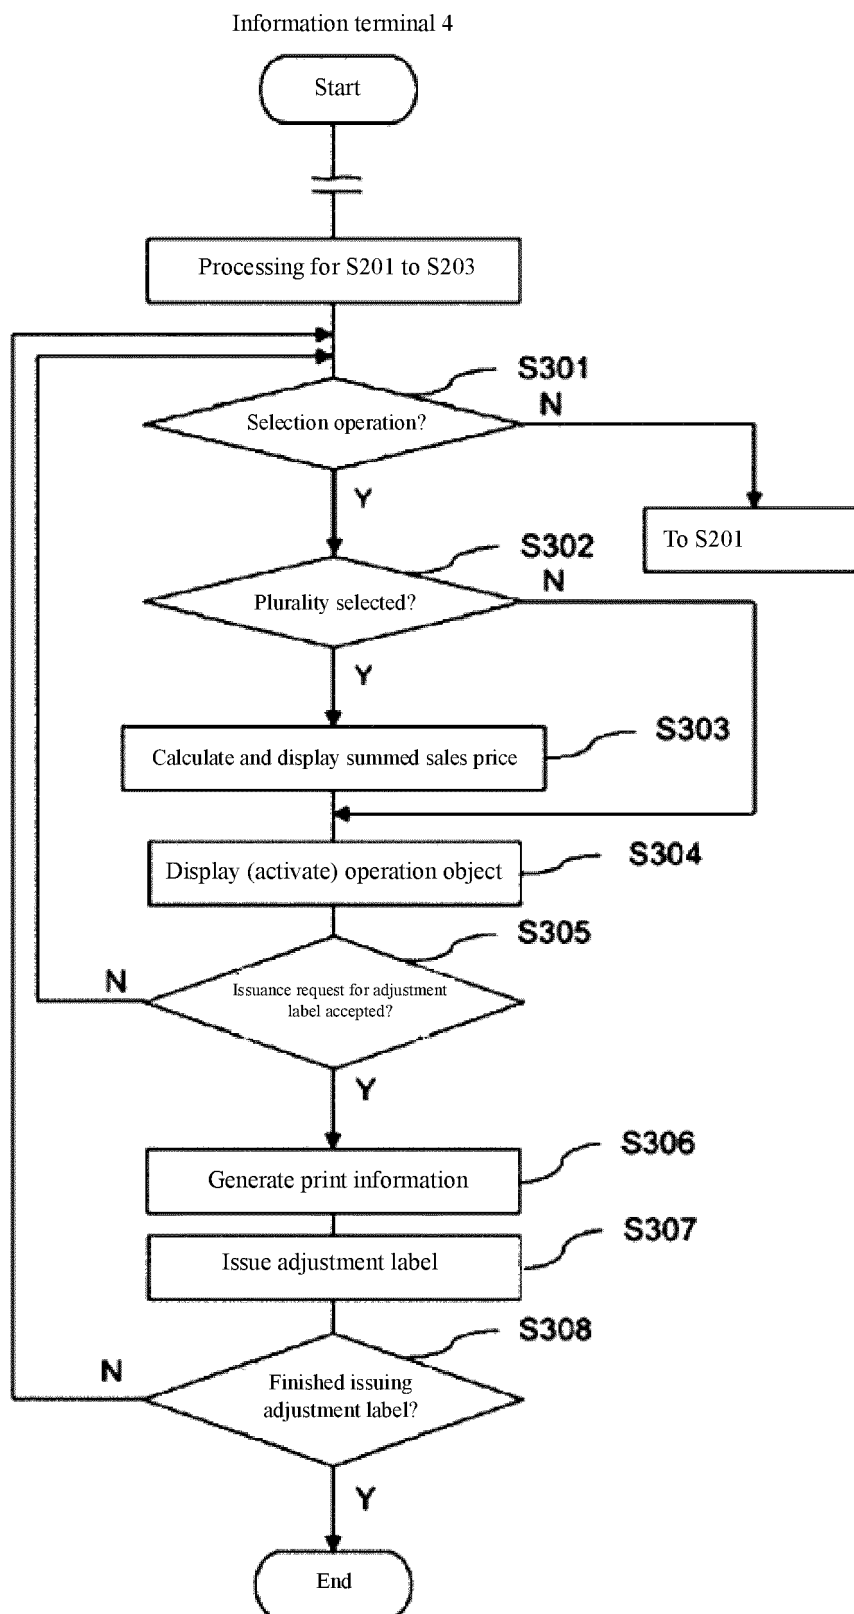 Information terminal 4
Start
Processing for S201 to S203
S301
Selection operation?
N
Y
To S201
S302
Plurality selected?
N
Y
S303
Calculate and display summed sales price
S304
Display (activate) operation object
S305
Issuance request for adjustment
label accepted?
N
Y
S306
Generate print information
S307
Issue adjustment label
S308
Finished issuing
adjustment label?
N
Y
End